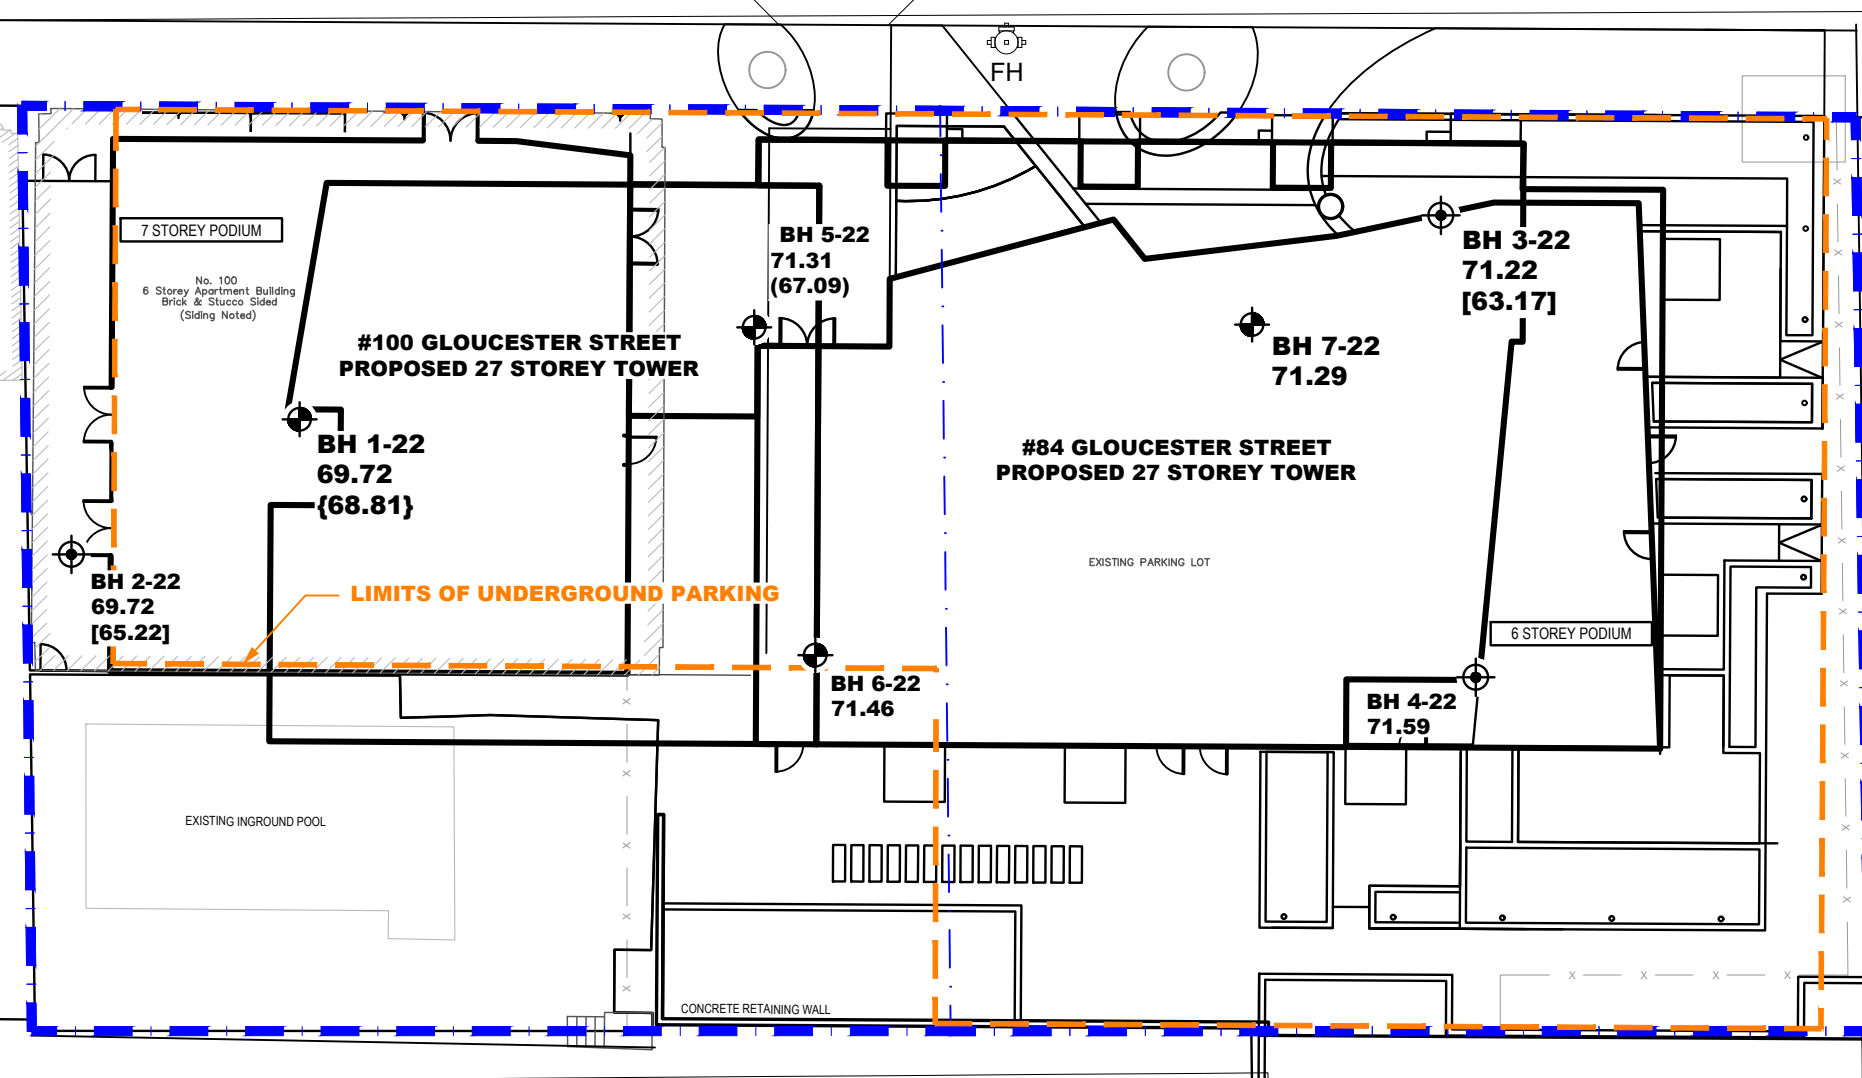 FH
7 STOREY PODIUM
No. 100
6 Storey Apartment Building
Brick & Stucco Sided
(Siding Noted)
#100 GLOUCESTER STREET
PROPOSED 27 STOREY TOWER
BH 5-22
71.31
(67.09)
BH 3-22
71.22
[63.17]
BH 7-22
71.29
BH 1-22
69.72
{68.81}
#84 GLOUCESTER STREET
PROPOSED 27 STOREY TOWER
EXISTING PARKING LOT
BH 2-22
69.72
[65.22]
LIMITS OF UNDERGROUND PARKING
6 STOREY PODIUM
BH 6-22
71.46
BH 4-22
71.59
EXISTING INGROUND POOL
CONCRETE RETAINING WALL